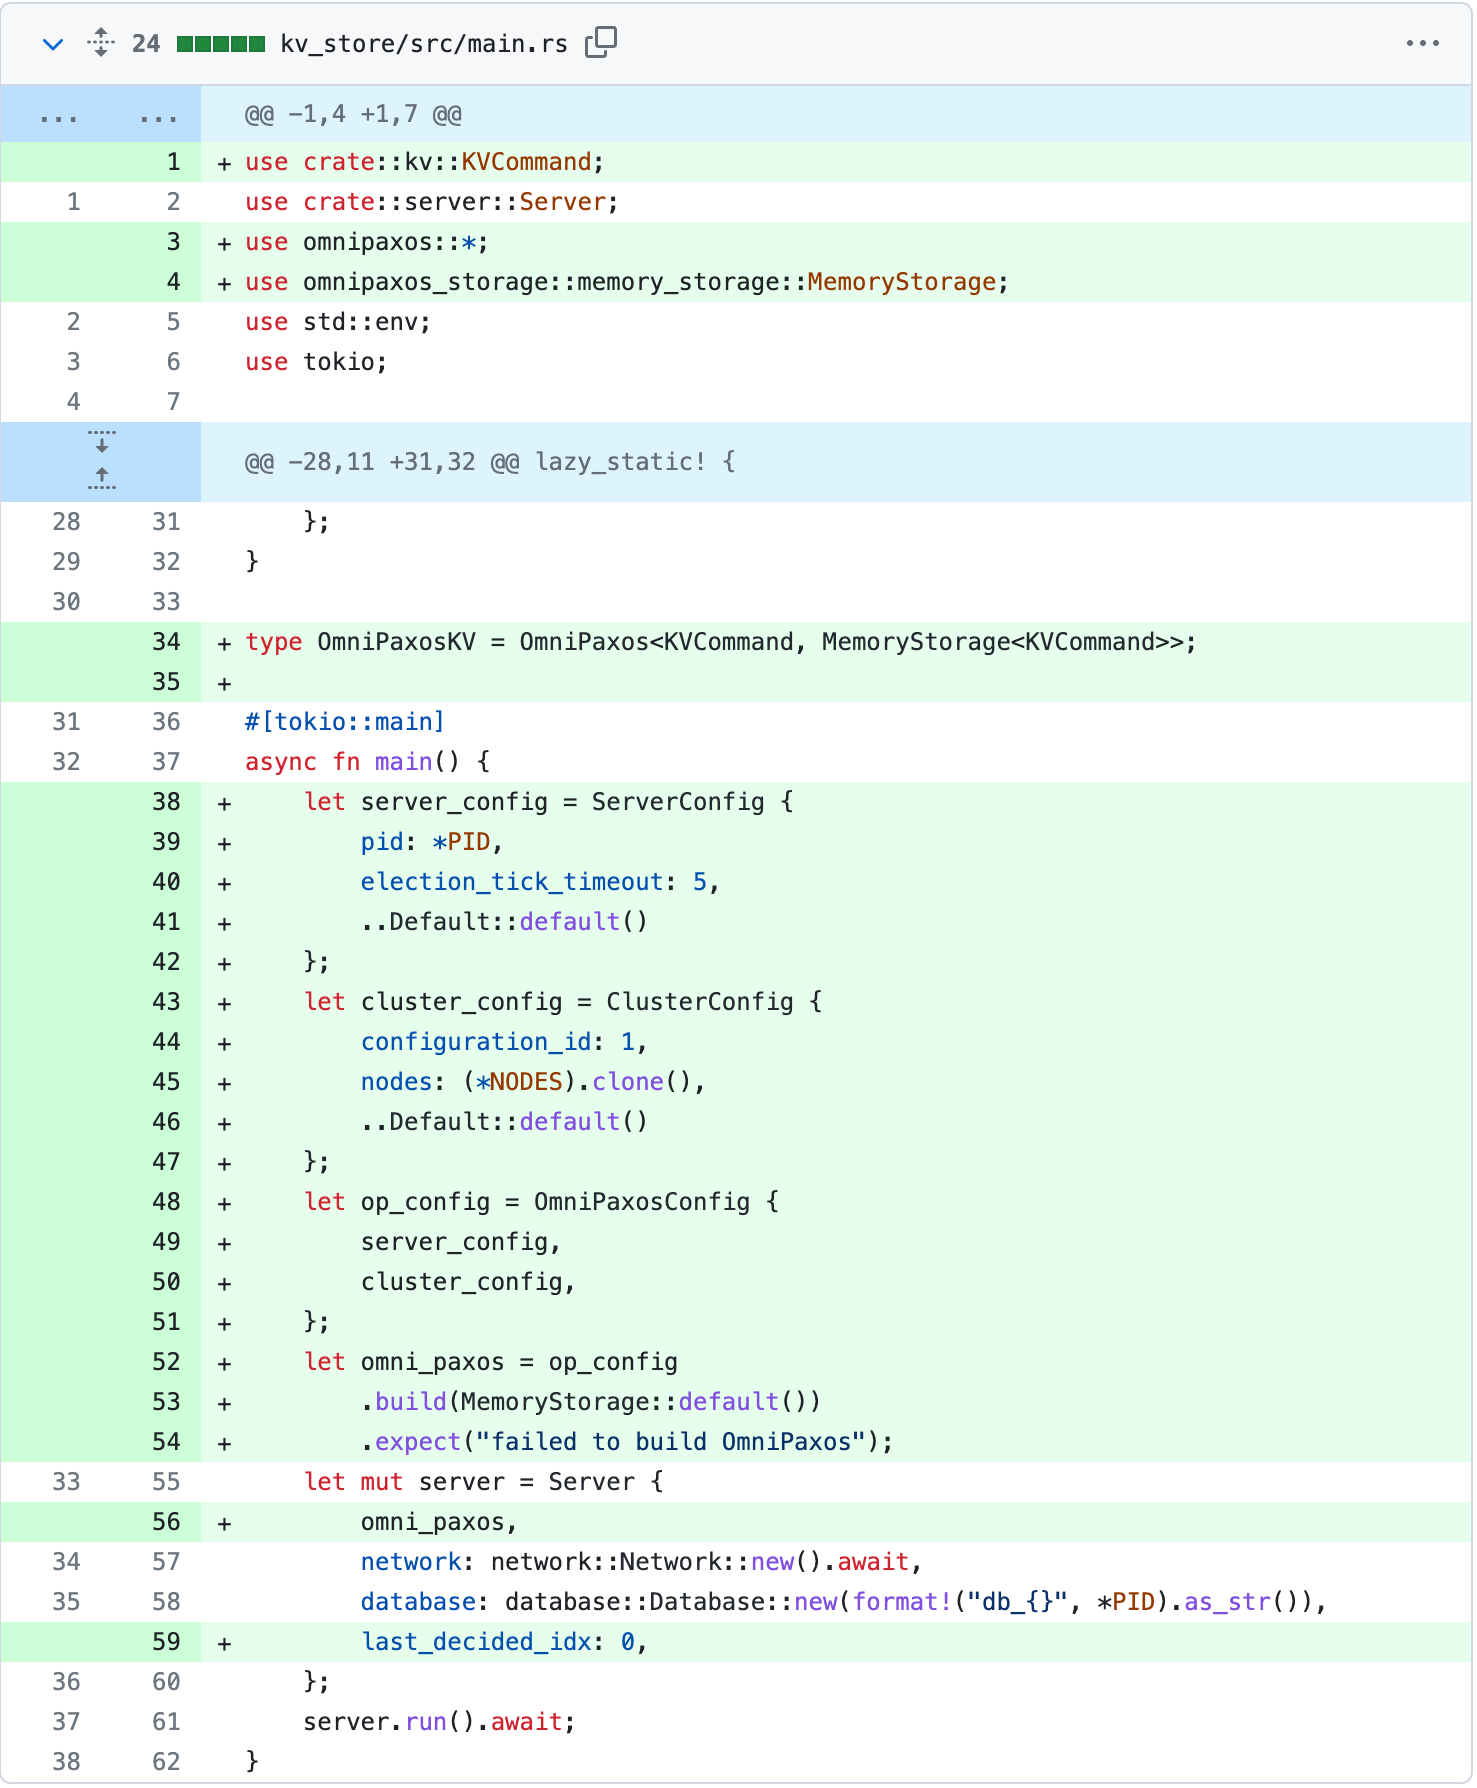 24 kv_store/src/main.rs ...
... ... @@ -1,4 +1,7 @@
1 + use crate::kv::KVCommand;
1 2 use crate::server::Server;
3 + use omnipaxos::*;
4 + use omnipaxos_storage::memory_storage::MemoryStorage;
2 5 use std::env;
3 6 use tokio;
4 7
@@ -28,11 +31,32 @@ lazy_static! {
28 31     };
29 32 }
30 33
34 + type OmniPaxosKV = OmniPaxos<KVCommand, MemoryStorage<KVCommand>>;
35 +
31 36 #[tokio::main]
32 37 async fn main() {
38 +     let server_config = ServerConfig {
39 +         pid: *PID,
40 +         election_tick_timeout: 5,
41 +         ..Default::default()
42 +     };
43 +     let cluster_config = ClusterConfig {
44 +         configuration_id: 1,
45 +         nodes: (*NODES).clone(),
46 +         ..Default::default()
47 +     };
48 +     let op_config = OmniPaxosConfig {
49 +         server_config,
50 +         cluster_config,
51 +     };
52 +     let omni_paxos = op_config
53 +         .build(MemoryStorage::default())
54 +         .expect("failed to build OmniPaxos");
33 55     let mut server = Server {
56 +         omni_paxos,
34 57         network: network::Network::new().await,
35 58         database: database::Database::new(format!("db_{}", *PID).as_str()),
59 +         last_decided_idx: 0,
36 60     };
37 61     server.run().await;
38 62 }